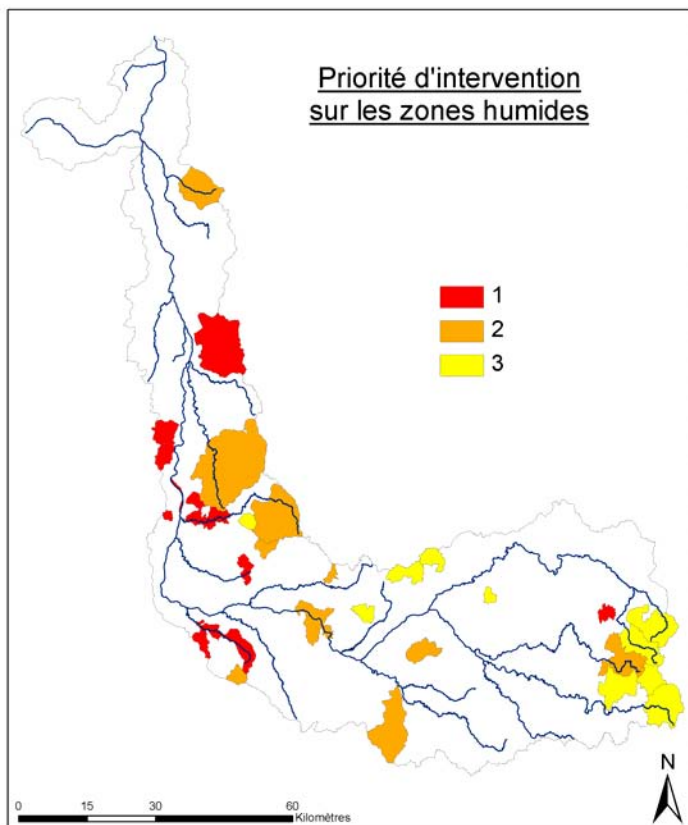 Priorité d'intervention
sur les zones humides
1
2
3
N
0 15 30 60
Kilomètres